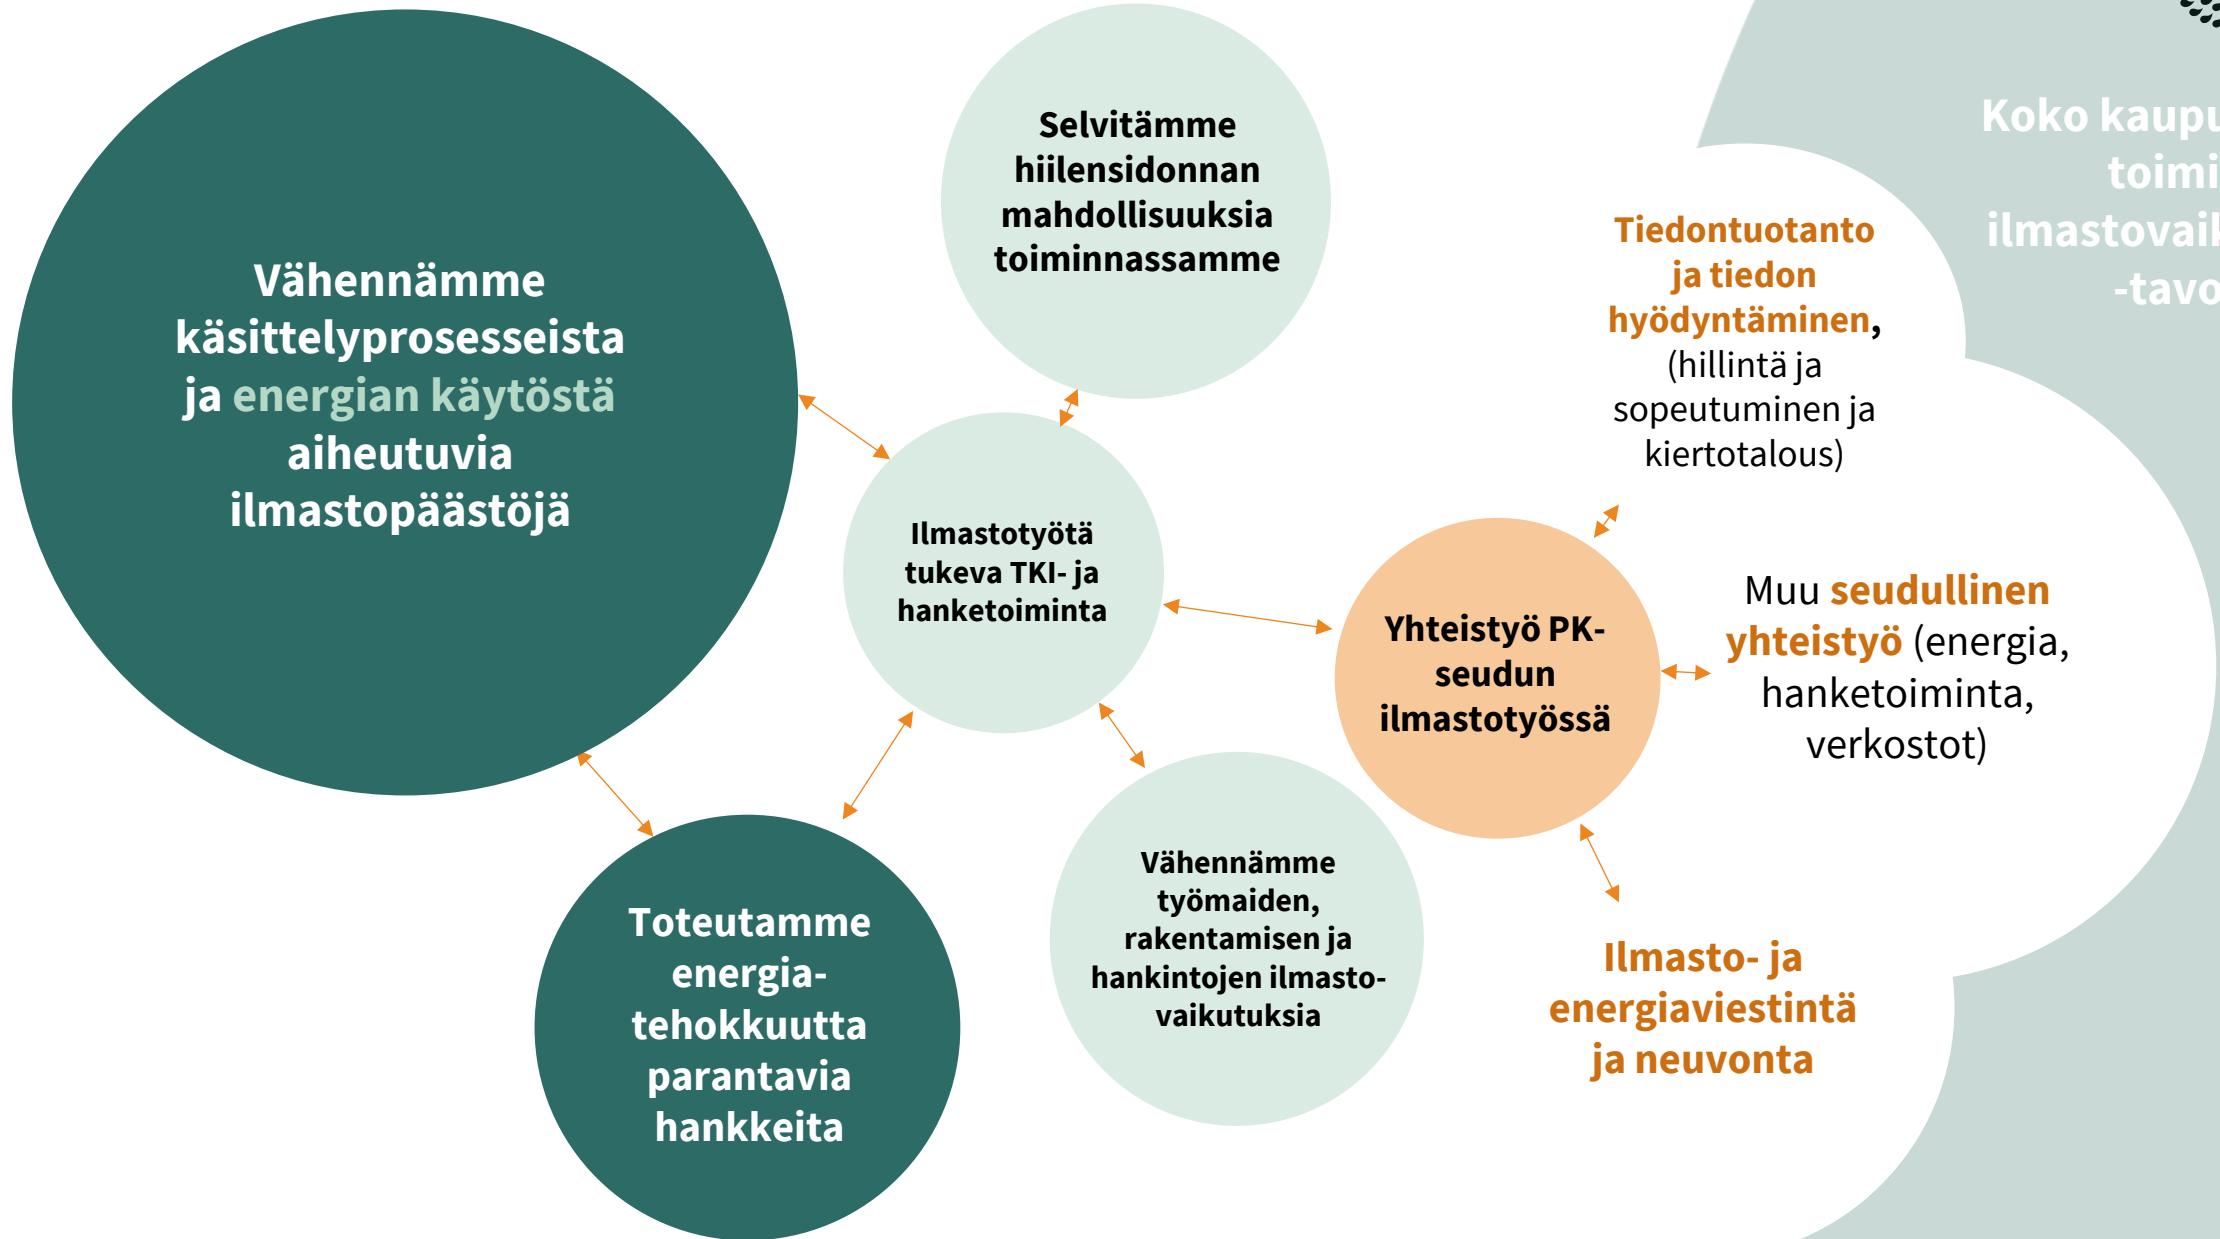 Vähennämme
käsittelyprosesseista
ja energian käytöstä
aiheutuvia
ilmastopäästöjä
Selvitämme
hiilensidonnan
mahdollisuuksia
toiminnassamme
Ilmastotyötä
tukeva TKI- ja
hanketoiminta
Toteutamme
energia-
tehokkuutta
parantavia
hankkeita
Vähennämme
työmaiden,
rakentamisen ja
hankintojen ilmasto-
vaikutuksia
Yhteistyö PK-
seudun
ilmastotyössä
Tiedontuotanto
ja tiedon
hyödyntäminen,
(hillintä ja
sopeutuminen ja
kiertotalous)
Muu seudullinen
yhteistyö (energia,
hanketoiminta,
verkostot)
Ilmasto- ja
energiaviestintä
ja neuvonta
Koko